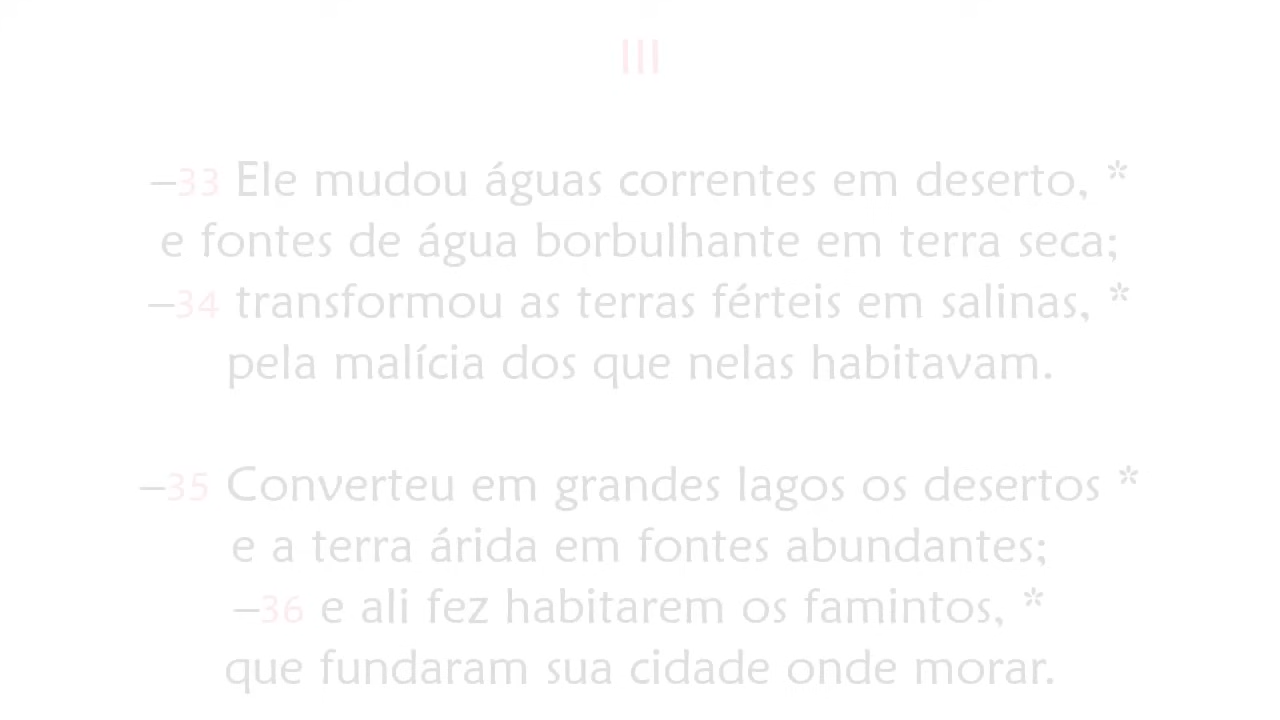 III
–33 Ele mudou águas correntes em deserto, *
e fontes de água borbulhante em terra seca;
–34 transformou as terras férteis em salinas, *
pela malícia dos que nelas habitavam.
–35 Converteu em grandes lagos os desertos *
e a terra árida em fontes abundantes;
–36 e ali fez habitarem os famintos, *
que fundaram sua cidade onde morar.